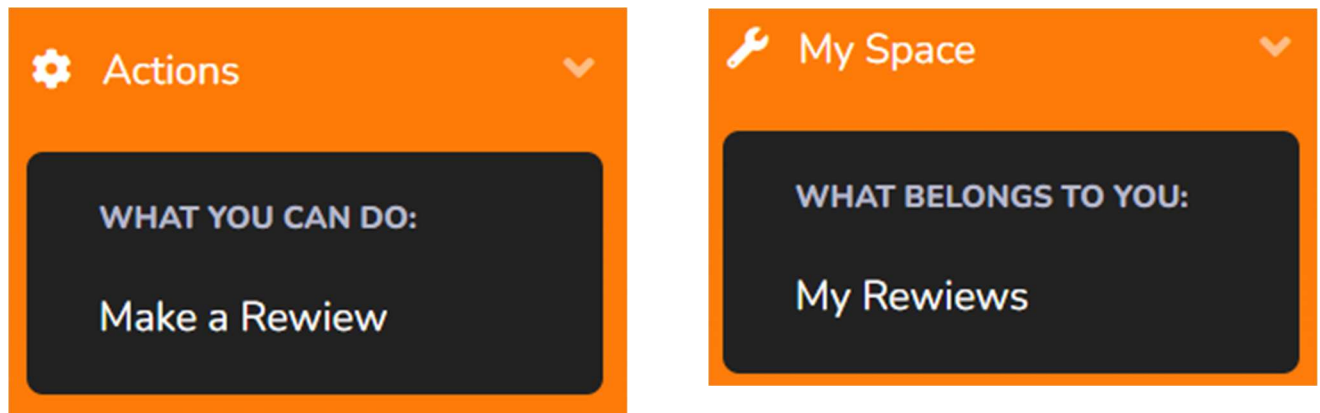 Actions
WHAT YOU CAN DO:
Make a Rewiew
My Space
WHAT BELONGS TO YOU:
My Rewiews